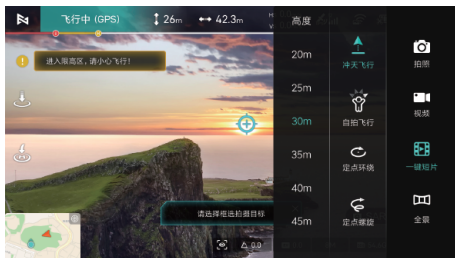 飞行中 (GPS)
26m
42.3m
H
V
进入限高区，请小心飞行！
请选择框选拍摄目标
0.0
高度
20m
25m
30m
35m
40m
45m
冲天飞行
自拍飞行
定点环绕
定点螺旋
拍照
视频
一键短片
全景